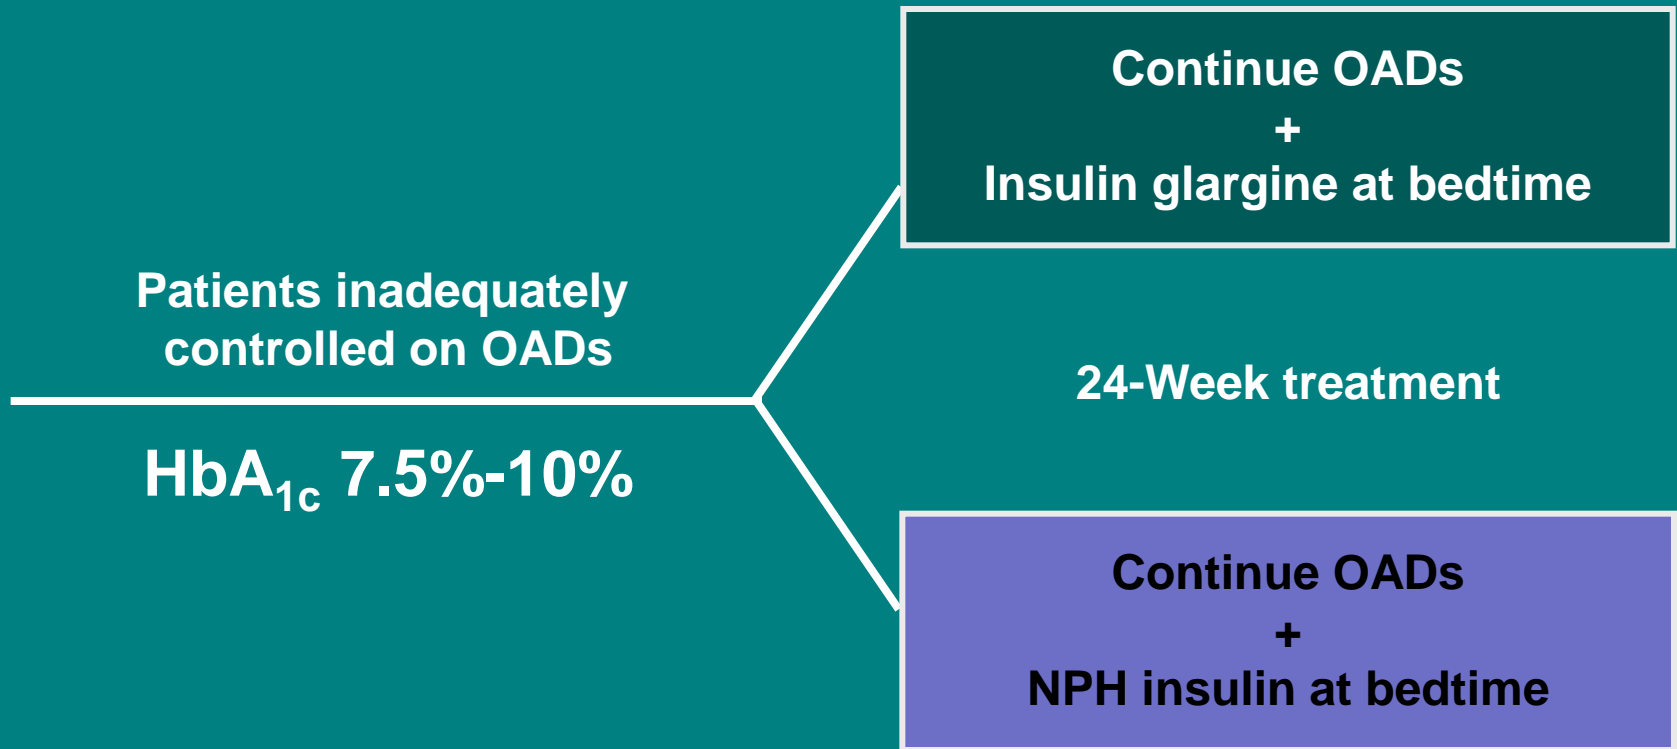 Patients inadequately
controlled on OADs
HbA1c 7.5%-10%
Continue OADs
+
Insulin glargine at bedtime
24-Week treatment
Continue OADs
+
NPH insulin at bedtime